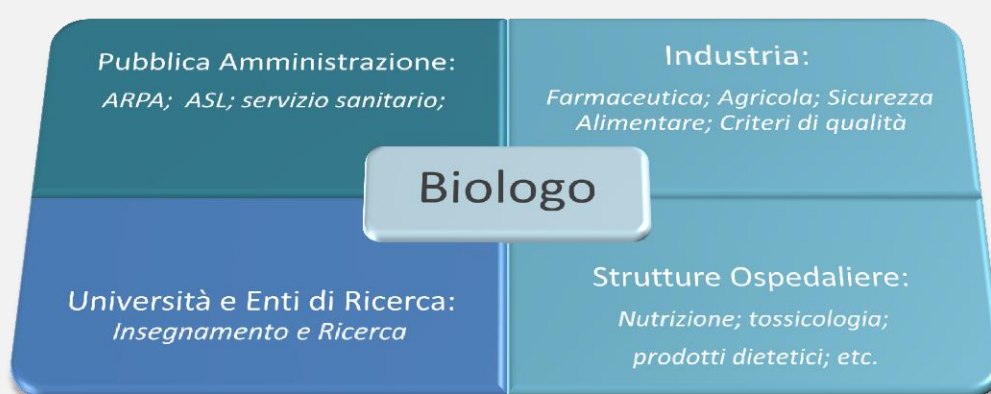 Pubblica Amministrazione:
ARPA; ASL; servizio sanitario;
Industria:
Farmaceutica; Agricola; Sicurezza
Alimentare; Criteri di qualità
Biologo
Università e Enti di Ricerca:
Insegnamento e Ricerca
Strutture Ospedaliere:
Nutrizione; tossicologia;
prodotti dietetici; etc.